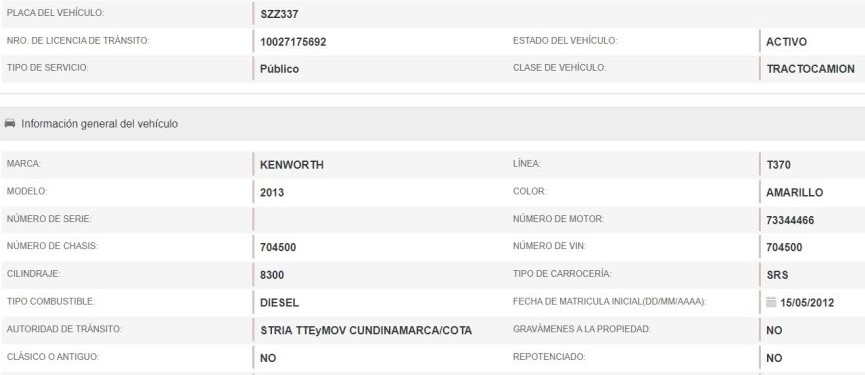 PLACA DEL VEHÍCULO: SZZ337
NRO. DE LICENCIA DE TRÁNSITO: 10027175692 ESTADO DEL VEHÍCULO: ACTIVO
TIPO DE SERVICIO: Público CLASE DE VEHÍCULO: TRACTOCAMION
Información general del vehículo
MARCA: KENWORTH LÍNEA: T370
MODELO: 2013 COLOR: AMARILLO
NÚMERO DE SERIE: NÚMERO DE MOTOR: 73344466
NÚMERO DE CHASIS: 704500 NÚMERO DE VIN: 704500
CILINDRAJE: 8300 TIPO DE CARROCERÍA: SRS
TIPO COMBUSTIBLE: DIESEL FECHA DE MATRICULA INICIAL(DD/MM/AAAA): 15/05/2012
AUTORIDAD DE TRÁNSITO: STRIA TTEyMOV CUNDINAMARCA/COTA GRAVÁMENES A LA PROPIEDAD: NO
CLÁSICO O ANTIGUO: NO REPOTENCIADO: NO